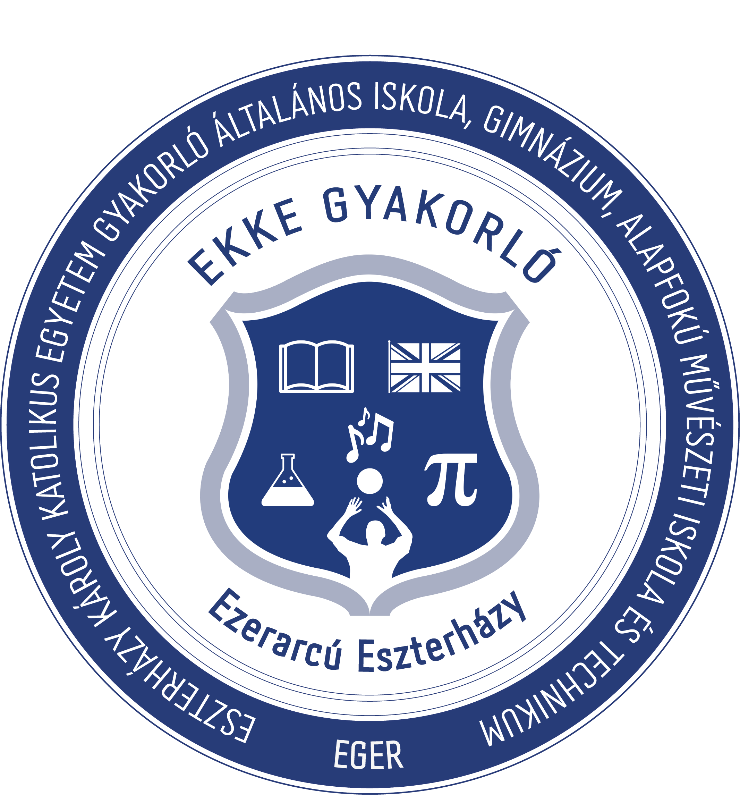 ESZTERHÁZY KÁROLY KATOLIKUS EGYETEM GYAKORLÓ ÁLTALÁNOS ISKOLA, GIMNÁZIUM, ALAPFOKÚ MŰVÉSZETI ISKOLA ÉS TECHNIKUM
EKKE GYAKORLÓ
π
Ezerarcú Eszterházy
EGER